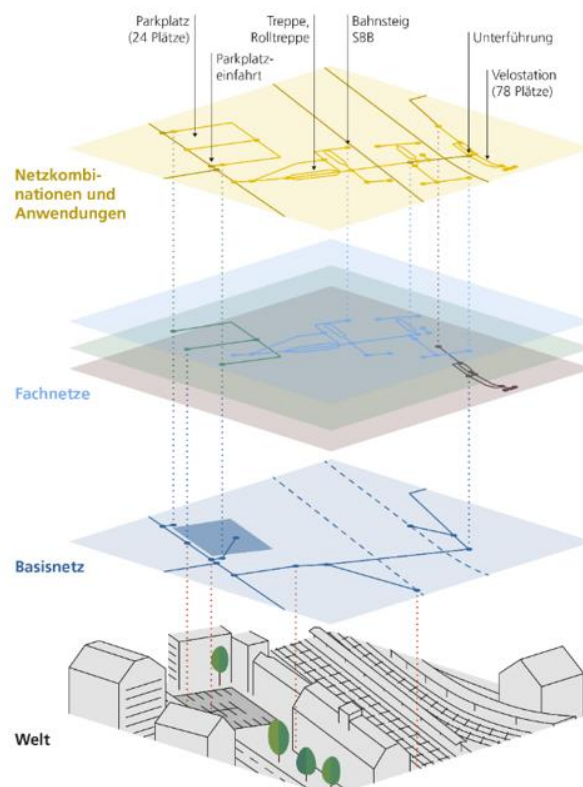 Parkplatz
(24 Plätze)
Parkplatz-
einfahrt
Treppe,
Rolltreppe
Bahnsteig
SBB
Unterführung
Velostation
(78 Plätze)
Netzkombi-
nationen und
Anwendungen
Fachnetze
Basisnetz
Welt